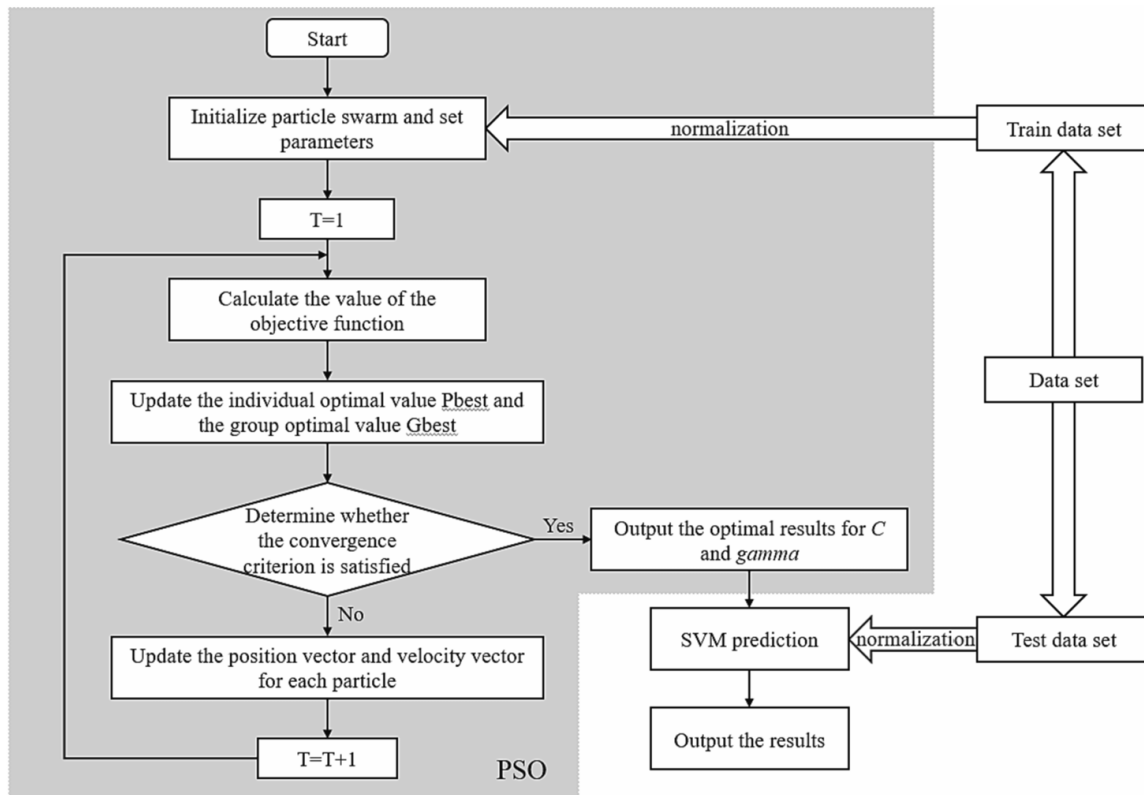 Start
Initialize particle swarm and set
parameters
normalization
Train data set
T=1
Calculate the value of the
objective function
Data set
Update the individual optimal value Pbest and
the group optimal value Gbest
Determine whether
the convergence
criterion is satisfied
Yes
Output the optimal results for C
and gamma
No
SVM prediction
normalization
Test data set
Update the position vector and velocity vector
for each particle
Output the results
T=T+1
PSO